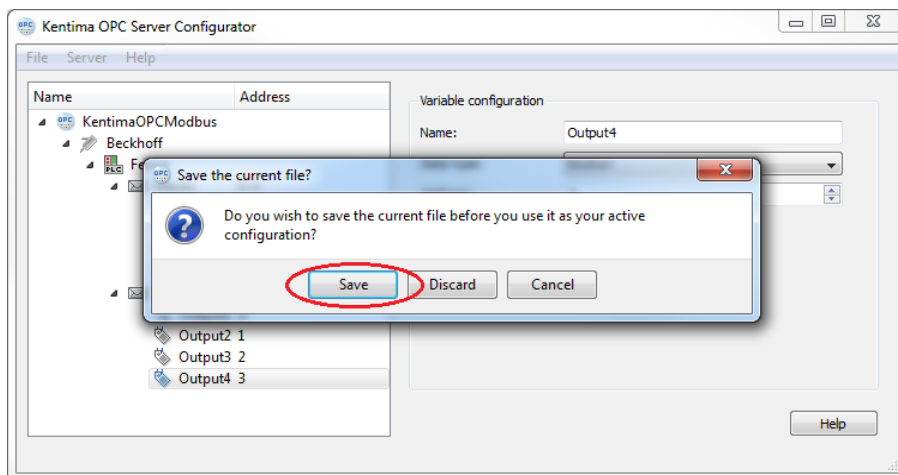 Kentima OPC Server Configurator
File Server Help
Name Address
KentimaOPCModbus
Beckhoff
Variable configuration
Name: Output4
Save the current file?
Do you wish to save the current file before you use it as your active
configuration?
Save Discard Cancel
Output2 1
Output3 2
Output4 3
Help